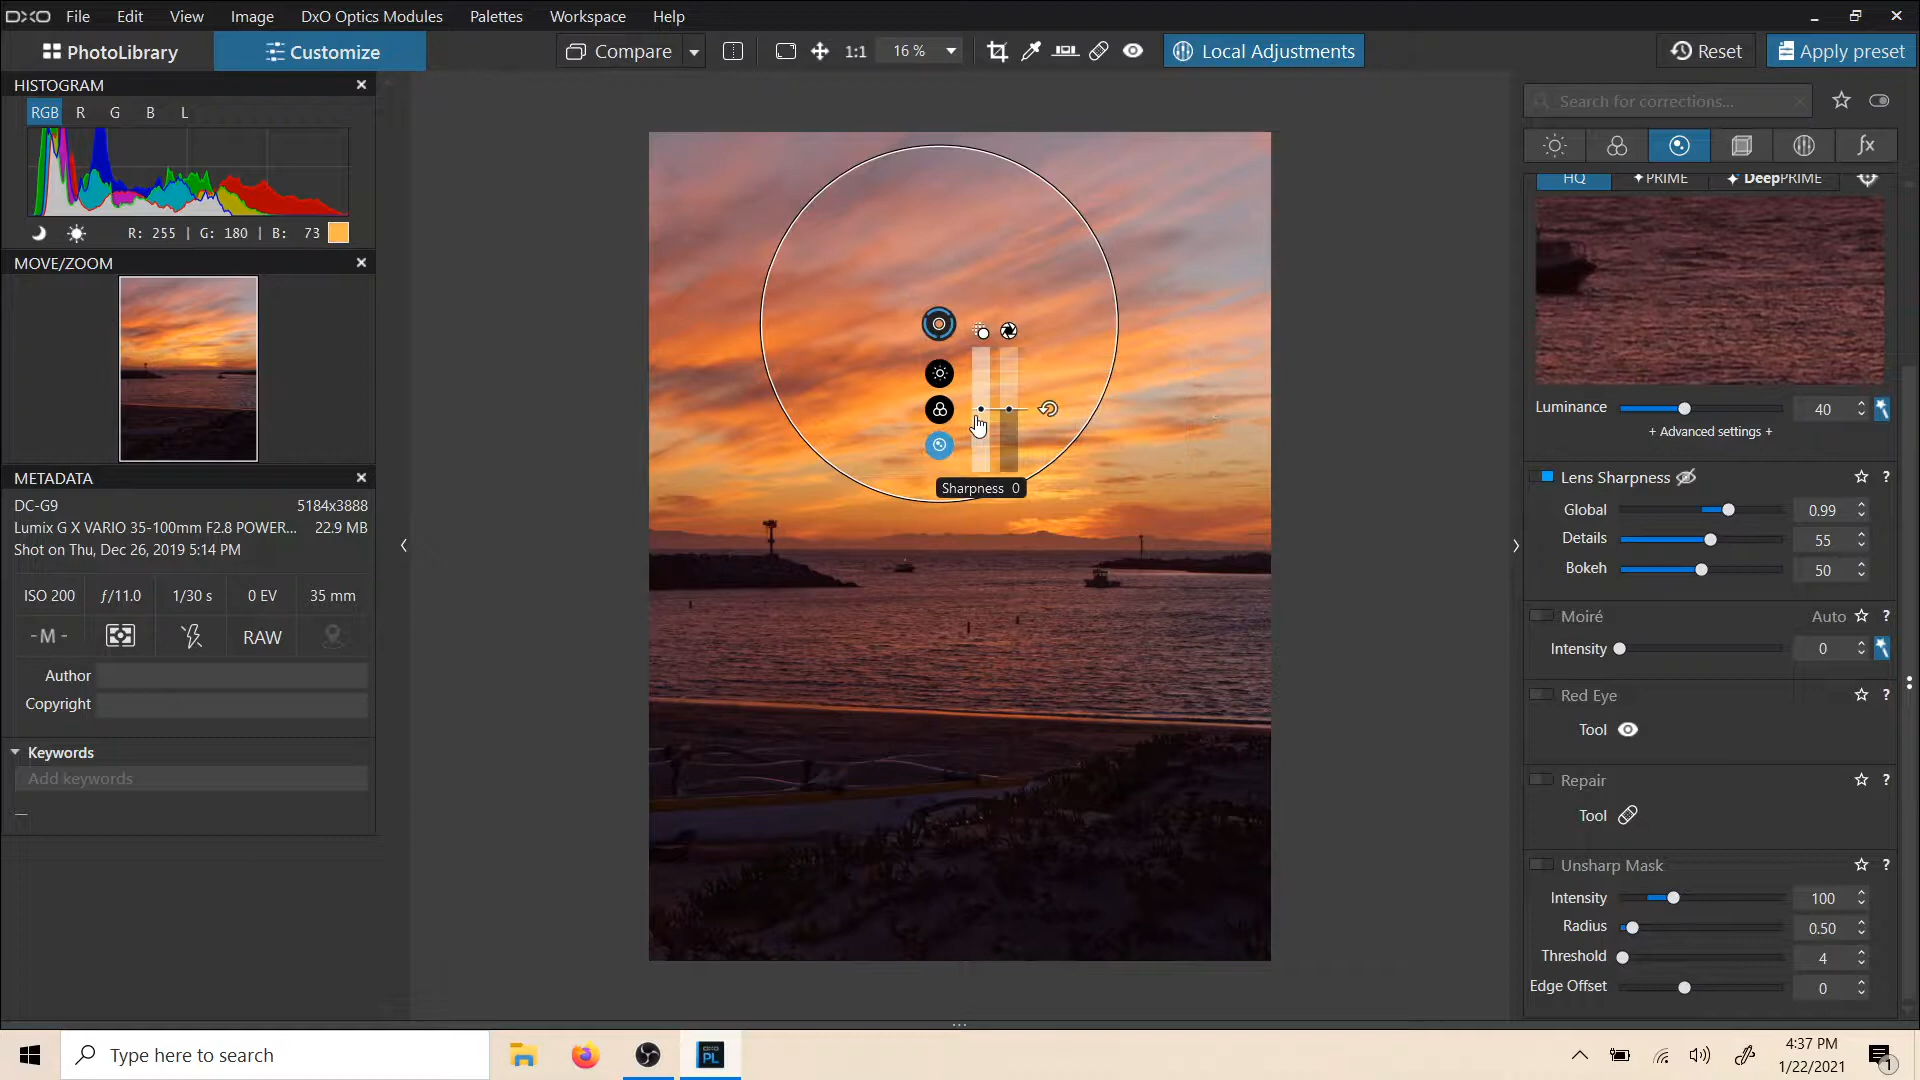 DXO File Edit View Image DxO Optics Modules Palettes Workspace Help
PhotoLibrary Customize Compare 1:1 16 % Local Adjustments Reset Apply preset
HISTOGRAM
RGB R G B L
R: 255 | G: 180 | B: 73
MOVE/ZOOM
METADATA
DC-G9 5184x3888
Lumix G X VARIO 35-100mm F2.8 POWER... 22.9 MB
Shot on Thu, Dec 26, 2019 5:14 PM
ISO 200 ƒ/11.0 1/30 s 0 EV 35 mm
- M - RAW
Author
Copyright
Keywords
Add keywords
—
Sharpness 0
Search for corrections...
fx
HQ PRIME DeepPRIME
Luminance 40
+ Advanced settings +
Lens Sharpness ?
Global 0.99
Details 55
Bokeh 50
Moiré Auto ?
Intensity 0
Red Eye ?
Tool
Repair ?
Tool
Unsharp Mask ?
Intensity 100
Radius 0.50
Threshold 4
Edge Offset 0
Type here to search
PL
4:37 PM
1/22/2021
1